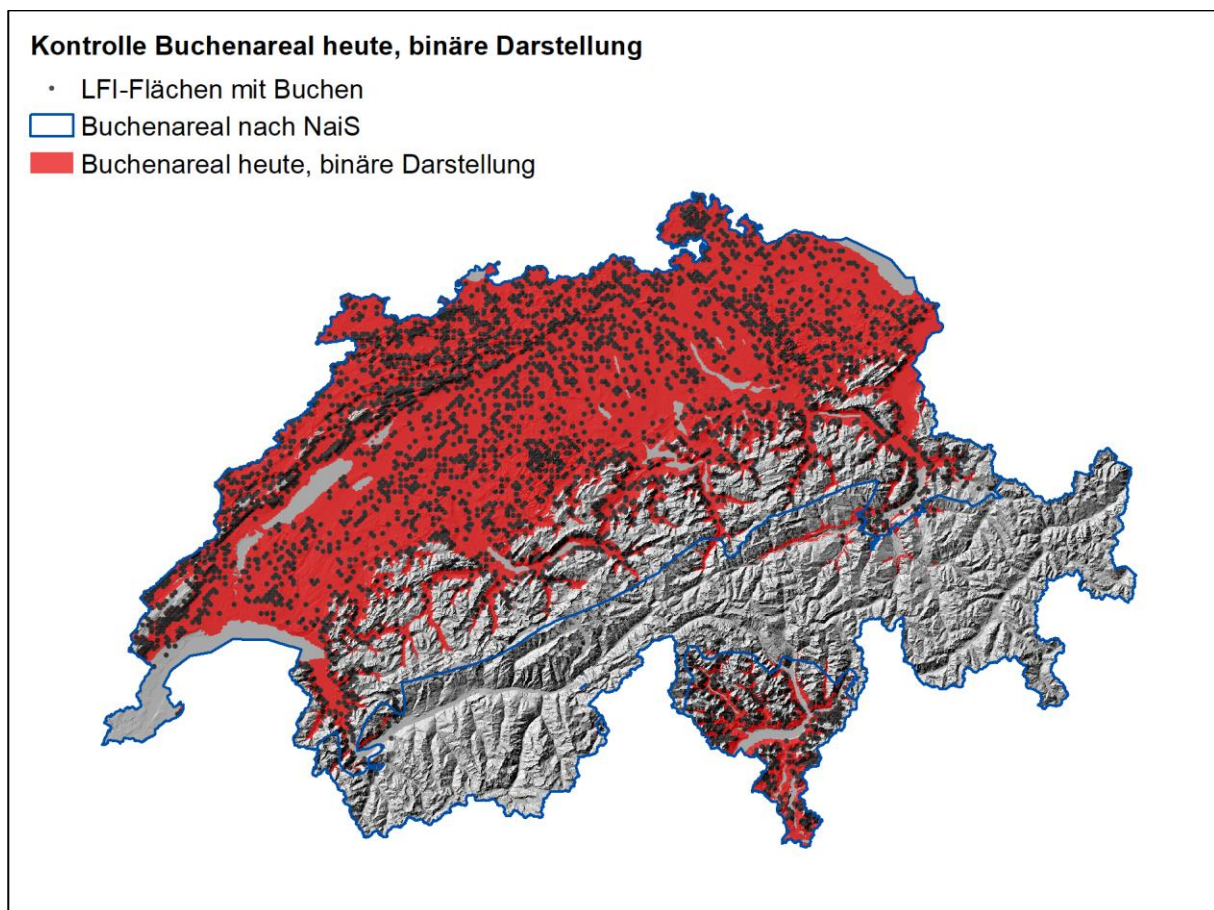 Kontrolle Buchenareal heute, binäre Darstellung
LFI-Flächen mit Buchen
Buchenareal nach NaiS
Buchenareal heute, binäre Darstellung